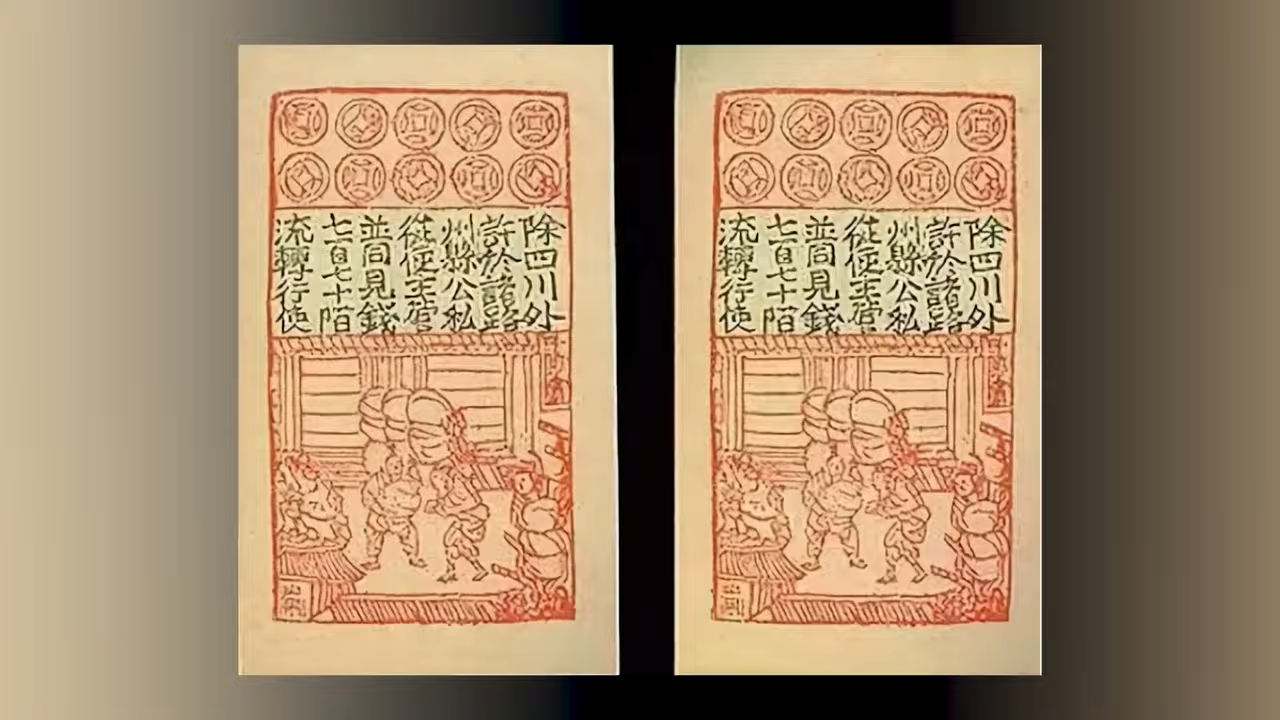 除四川外
許於諸路
州縣公私
從便主管
並同見錢
七百七十陌
流轉行使
除四川外
許於諸路
州縣公私
從便主管
並同見錢
七百七十陌
流轉行使